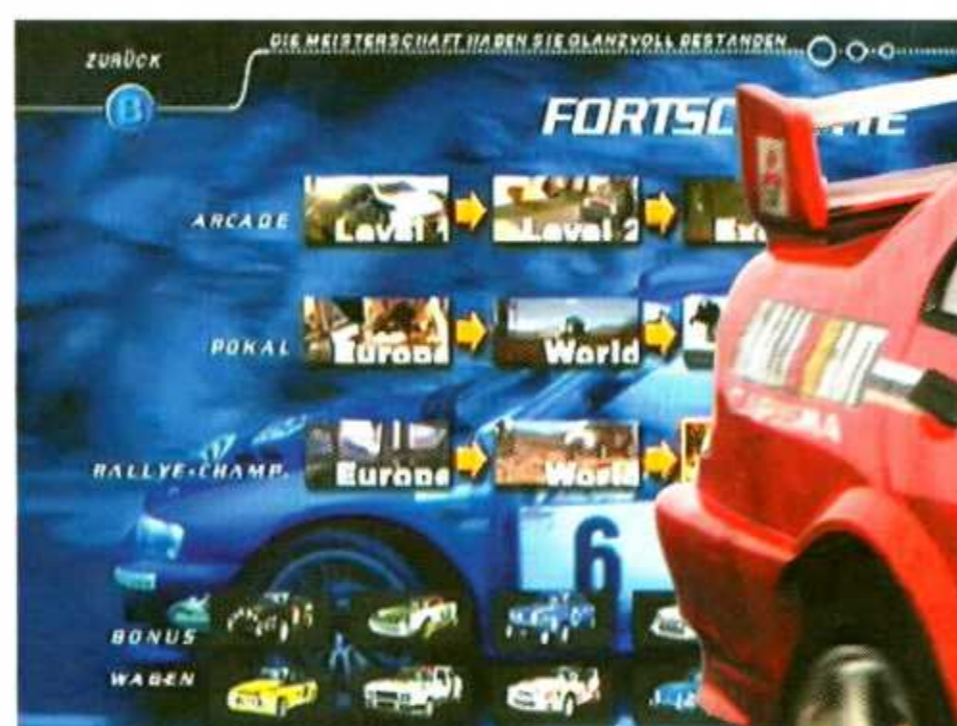 ZURÜCK
DIE MEISTERSCHAFT HABEN SIE GLANZVOLL BESTANDEN
B
ARCADE
Level 1
Level 2
POKAL
Europe
World
RALLYE-CHAMP.
Europe
World
6
BONUS
WAGEN
CARISMA